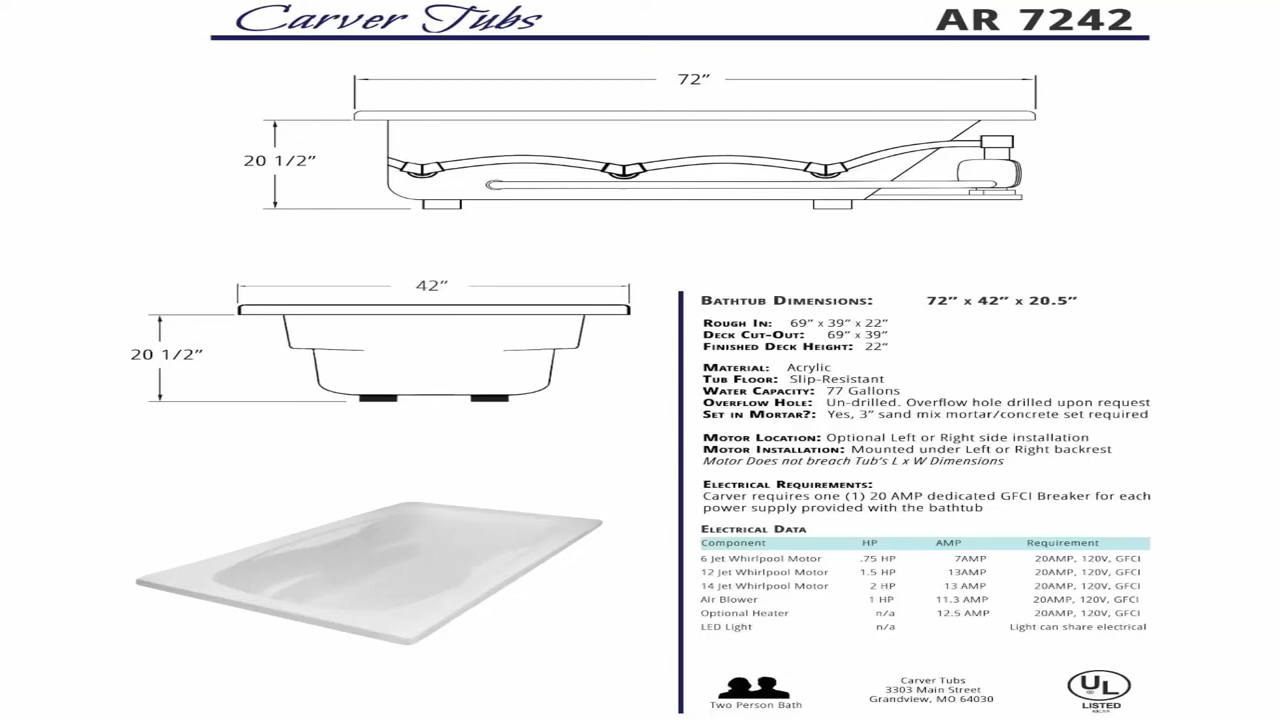 Carver Tubs
AR 7242
72”
20 1/2”
42”
20 1/2”
Bathtub Dimensions: 72” x 42” x 20.5”
Rough In: 69” x 39” x 22”
Deck Cut-Out: 69” x 39”
Finished Deck Height: 22”
Material: Acrylic
Tub Floor: Slip-Resistant
Water Capacity: 77 Gallons
Overflow Hole: Un-drilled. Overflow hole drilled upon request
Set in Mortar?: Yes, 3” sand mix mortar/concrete set required
Motor Location: Optional Left or Right side installation
Motor Installation: Mounted under Left or Right backrest
Motor Does not breach Tub's L x W Dimensions
Electrical Requirements:
Carver requires one (1) 20 AMP dedicated GFCI Breaker for each
power supply provided with the bathtub
Electrical Data
Component HP AMP Requirement
6 Jet Whirlpool Motor .75 HP 7AMP 20AMP, 120V, GFCI
12 Jet Whirlpool Motor 1.5 HP 13AMP 20AMP, 120V, GFCI
14 Jet Whirlpool Motor 2 HP 13 AMP 20AMP, 120V, GFCI
Air Blower 1 HP 11.3 AMP 20AMP, 120V, GFCI
Optional Heater n/a 12.5 AMP 20AMP, 120V, GFCI
LED Light n/a Light can share electrical
Two Person Bath
Carver Tubs
3303 Main Street
Grandview, MO 64030
UL
LISTED